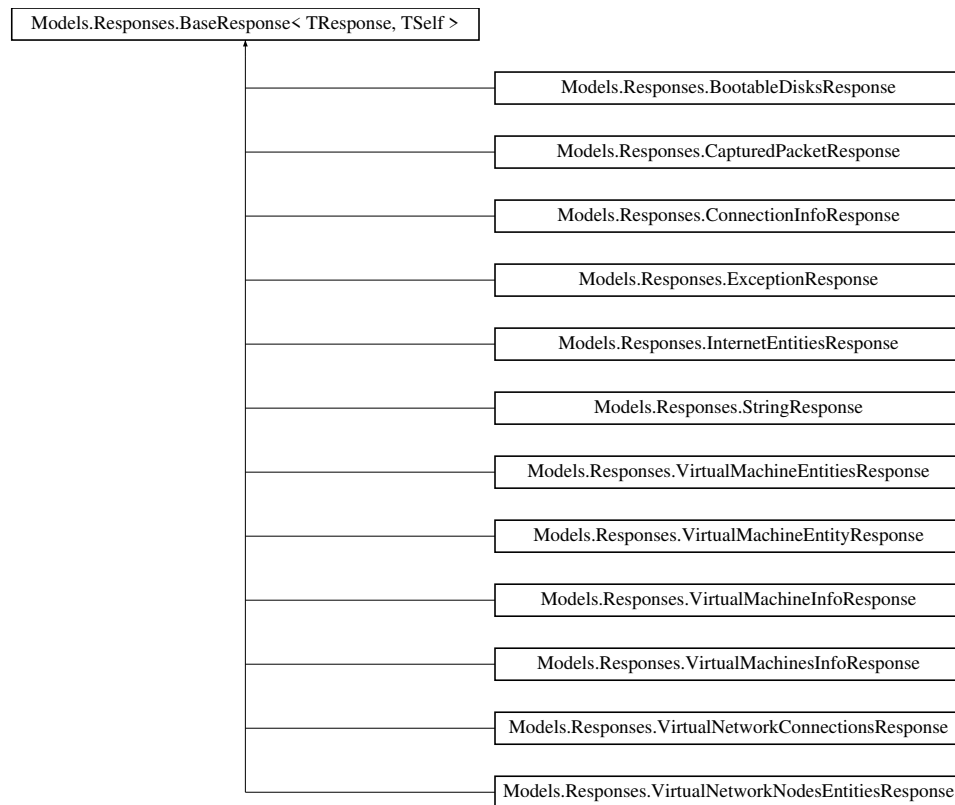 Models.Responses.BaseResponse< TResponse, TSelf >
Models.Responses.BootableDisksResponse
Models.Responses.CapturedPacketResponse
Models.Responses.ConnectionInfoResponse
Models.Responses.ExceptionResponse
Models.Responses.InternetEntitiesResponse
Models.Responses.StringResponse
Models.Responses.VirtualMachineEntitiesResponse
Models.Responses.VirtualMachineEntityResponse
Models.Responses.VirtualMachineInfoResponse
Models.Responses.VirtualMachinesInfoResponse
Models.Responses.VirtualNetworkConnectionsResponse
Models.Responses.VirtualNetworkNodesEntitiesResponse